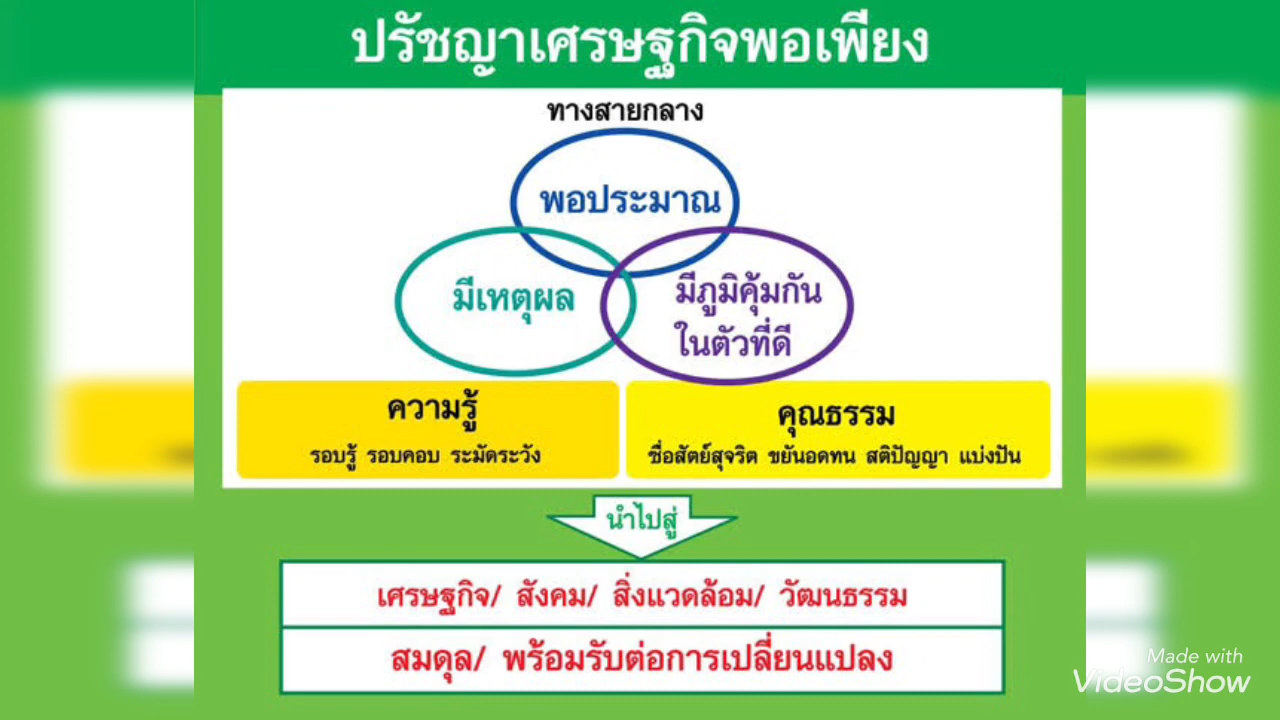 ปรัชญาเศรษฐกิจพอเพียง
ทางสายกลาง
พอประมาณ
มีเหตุผล
มีภูมิคุ้มกัน
ในตัวที่ดี
ความรู้
รอบรู้ รอบคอบ ระมัดระวัง
คุณธรรม
ซื่อสัตย์สุจริต ขยันอดทน สติปัญญา แบ่งปัน
นำไปสู่
เศรษฐกิจ/ สังคม/ สิ่งแวดล้อม/ วัฒนธรรม
สมดุล/ พร้อมรับต่อการเปลี่ยนแปลง
Made with
VideoShow